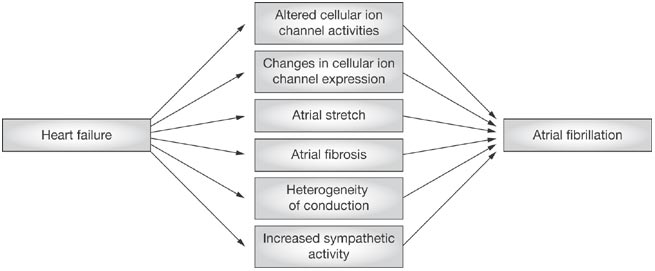 Heart failure
Altered cellular ion
channel activities
Changes in cellular ion
channel expression
Atrial stretch
Atrial fibrosis
Heterogeneity
of conduction
Increased sympathetic
activity
Atrial fibrillation